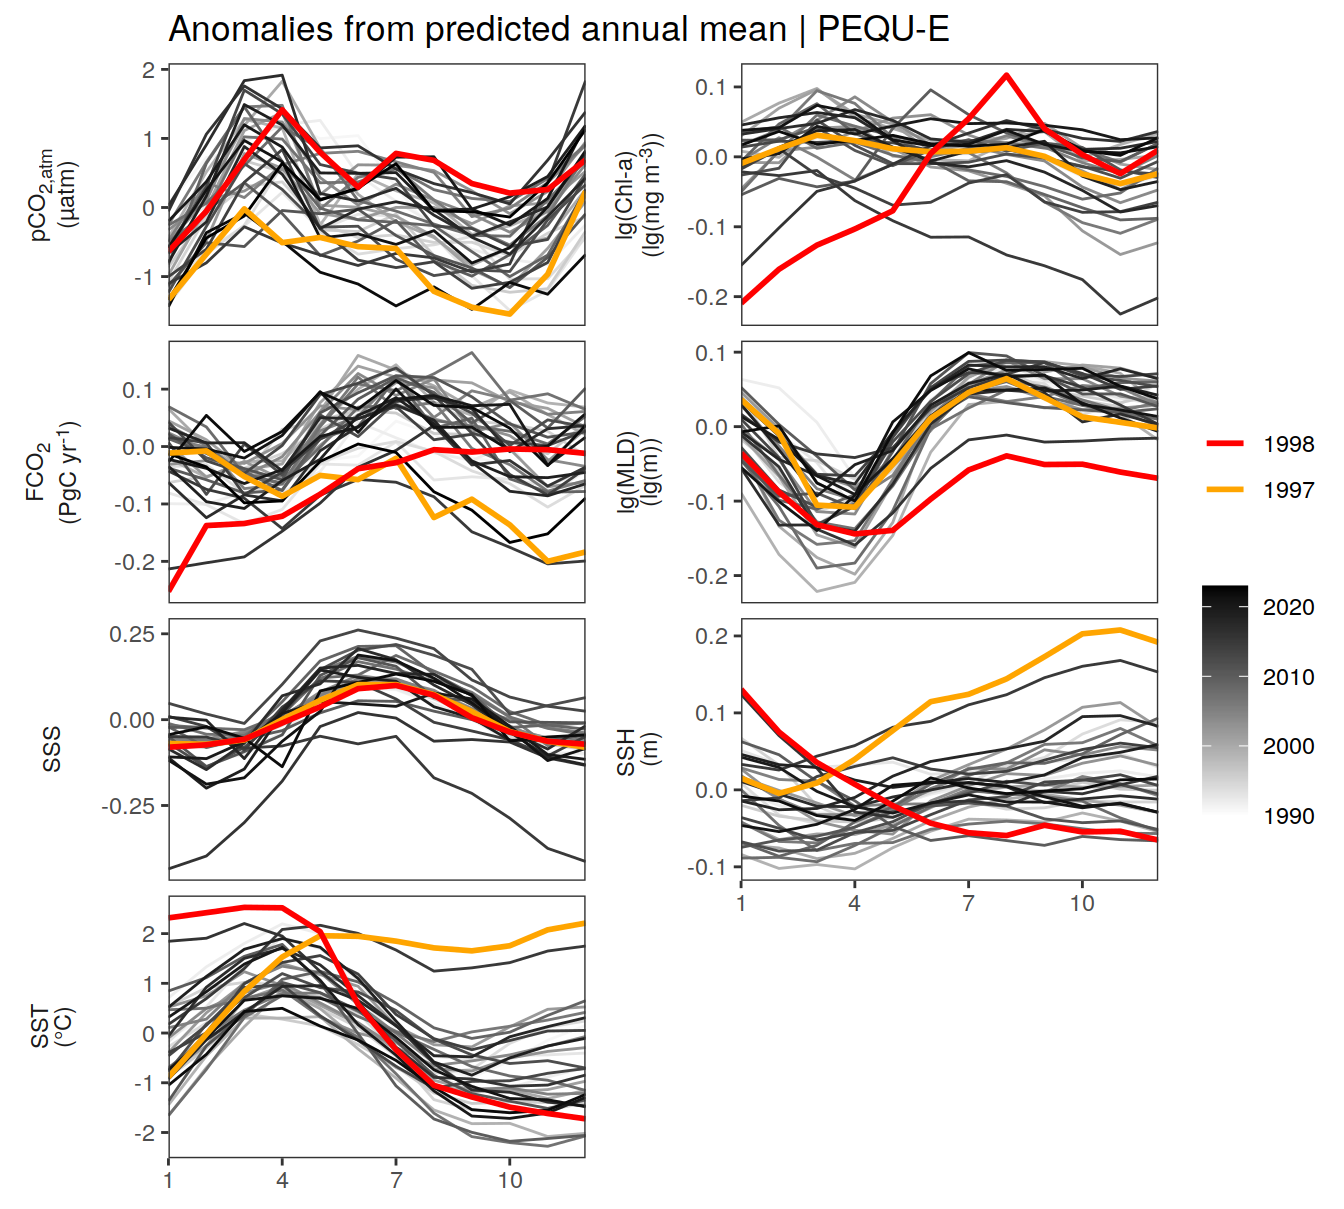 Anomalies from predicted annual mean | PEQU-E
pCO2,atm
(µatm)
2
1
0
-1
lg(Chl-a)
(lg(mg m-3))
0.1
0.0
-0.1
-0.2
FCO2
(PgC yr-1)
0.1
0.0
-0.1
-0.2
lg(MLD)
(lg(m))
0.1
0.0
-0.1
-0.2
SSS
0.25
0.00
-0.25
SSH
(m)
0.2
0.1
0.0
-0.1
1 4 7 10
SST
(°C)
2
1
0
-1
-2
1 4 7 10
1998
1997
2020
2010
2000
1990